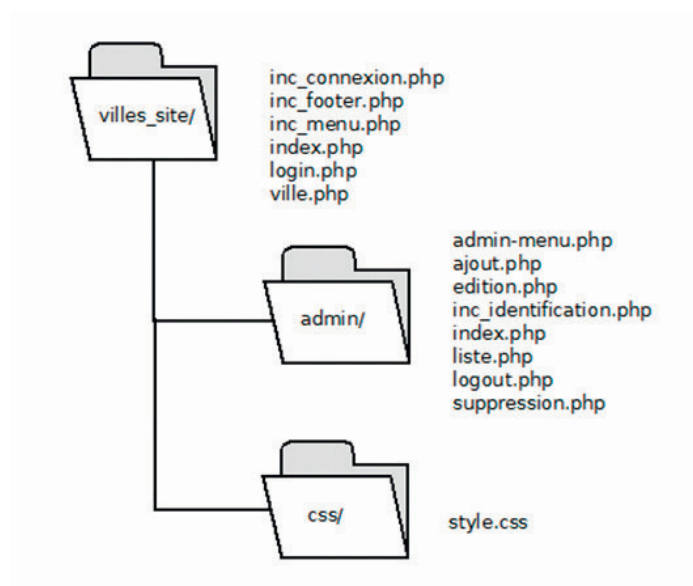 villes_site/
inc_connexion.php
inc_footer.php
inc_menu.php
index.php
login.php
ville.php
admin/
admin-menu.php
ajout.php
edition.php
inc_identification.php
index.php
liste.php
logout.php
suppression.php
css/
style.css